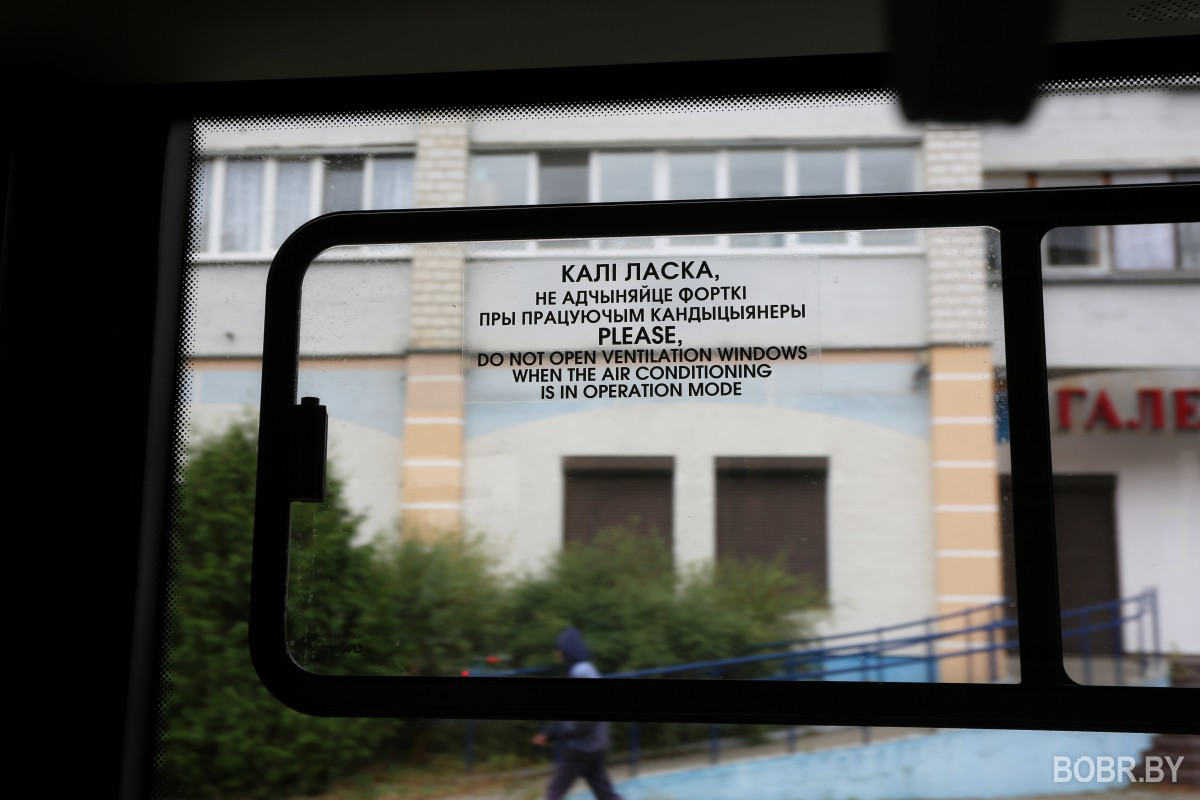 КАЛІ ЛАСКА,
НЕ АДЧЫНЯЙЦЕ ФОРТКІ
ПРЫ ПРАЦУЮЧЫМ КАНДЫЦЫЯНЕРЫ
PLEASE,
DO NOT OPEN VENTILATION WINDOWS
WHEN THE AIR CONDITIONING
IS IN OPERATION MODE
ГАЛЕ
BOBR.BY